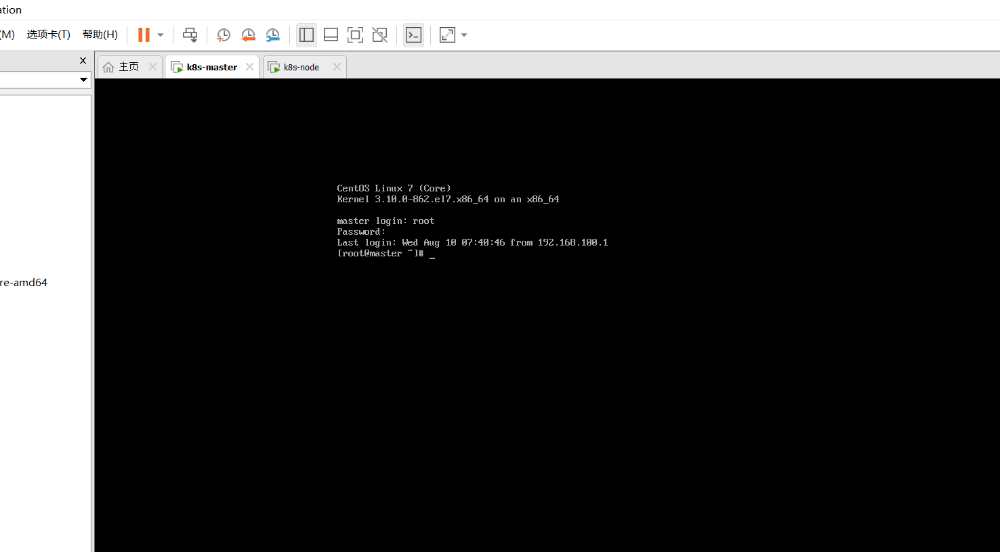 ation
(M) 选项卡(T) 帮助(H)
主页 k8s-master k8s-node
CentOS Linux 7 (Core)
Kernel 3.10.0-862.el7.x86_64 on an x86_64
master login: root
Password:
Last login: Wed Aug 10 07:40:46 from 192.168.100.1
[root@master ~]# _
re-amd64